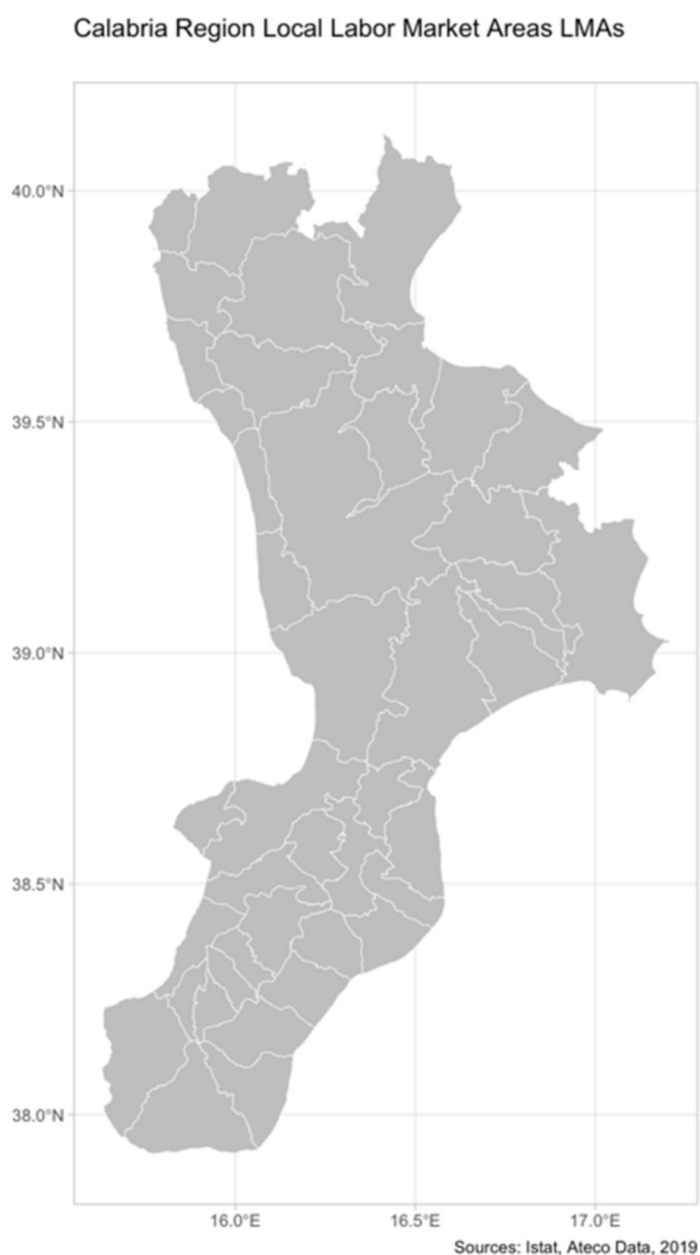 Calabria Region Local Labor Market Areas LMAs
40.0°N
39.5°N
39.0°N
38.5°N
38.0°N
16.0°E 16.5°E 17.0°E
Sources: Istat, Ateco Data, 2019